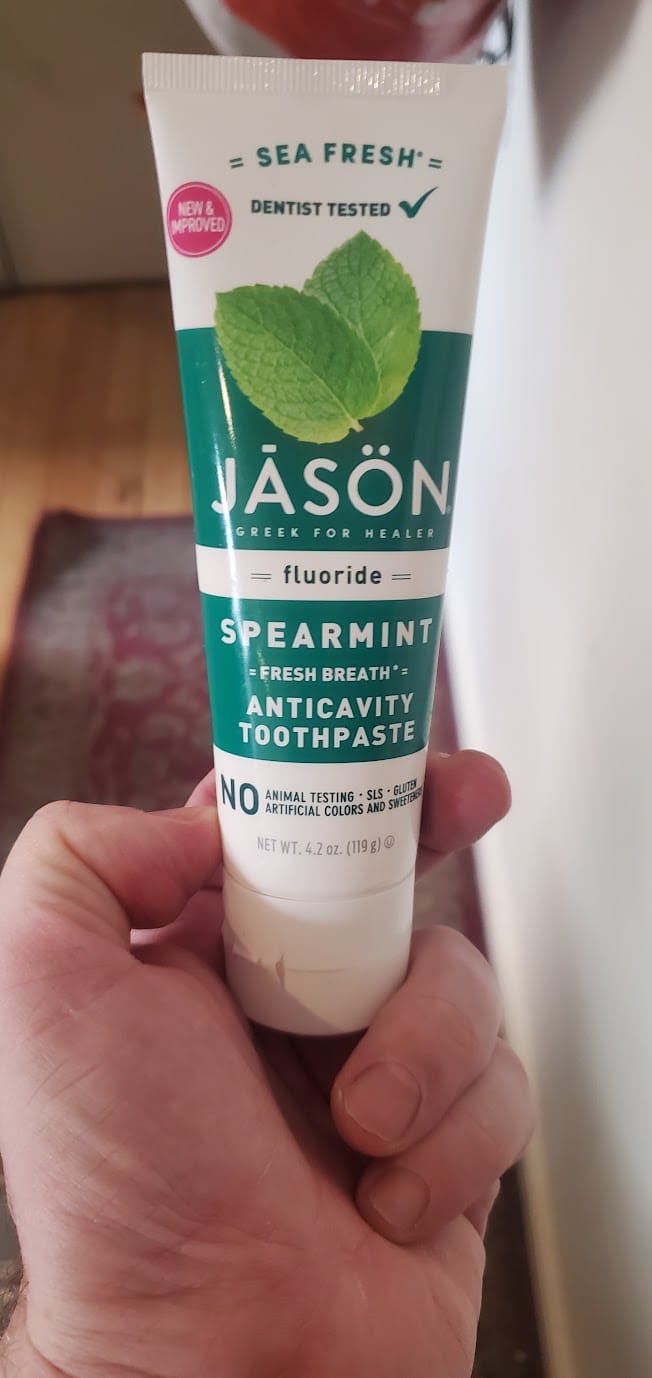 = SEA FRESH* =
DENTIST TESTED ✓
NEW &
IMPROVED
JĀSÖN®
GREEK FOR HEALER
= fluoride =
SPEARMINT
= FRESH BREATH* =
ANTICAVITY
TOOTHPASTE
NO ANIMAL TESTING · SLS · GLUTEN
ARTIFICIAL COLORS AND SWEETENERS
NET WT. 4.2 oz. (119 g) Ⓤ